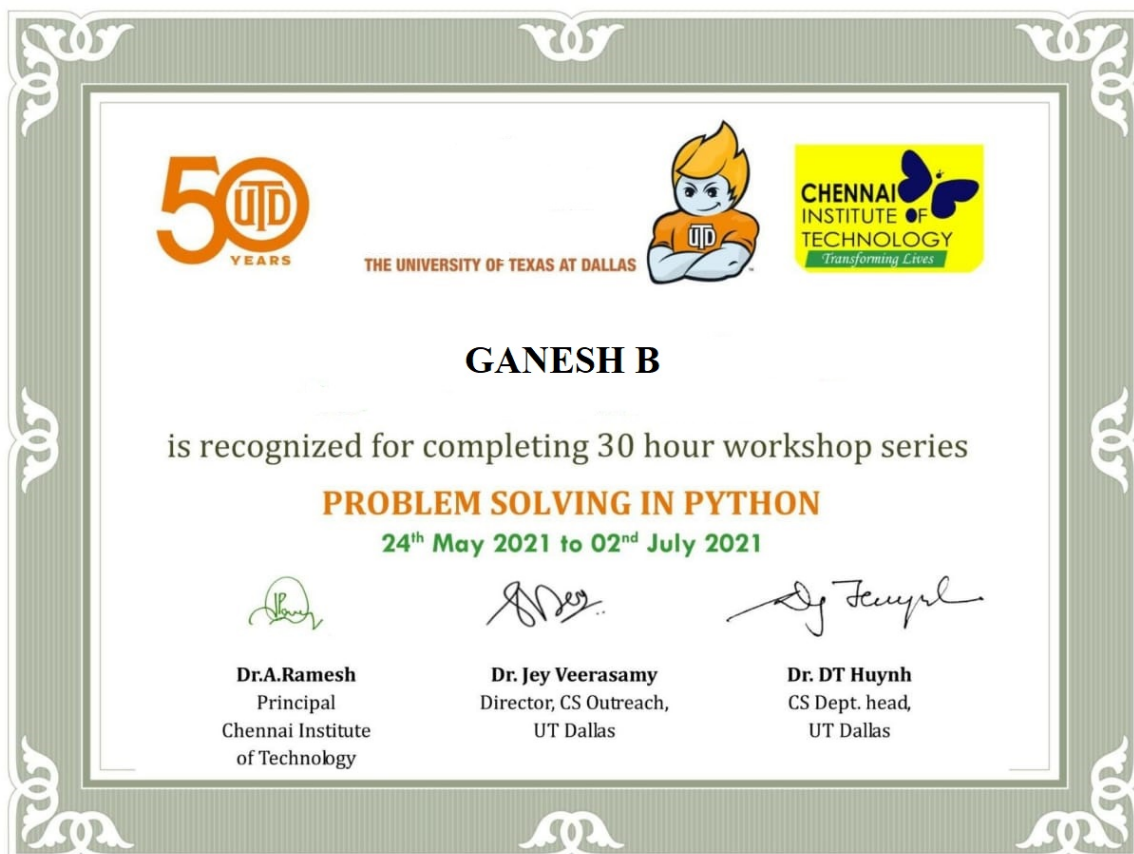 50 UTD
YEARS
THE UNIVERSITY OF TEXAS AT DALLAS
UTD
CHENNAI
INSTITUTE OF
TECHNOLOGY
Transforming Lives
GANESH B
is recognized for completing 30 hour workshop series
PROBLEM SOLVING IN PYTHON
24th May 2021 to 02nd July 2021
Dr.A.Ramesh
Principal
Chennai Institute
of Technology
Dr. Jey Veerasamy
Director, CS Outreach,
UT Dallas
Dr. DT Huynh
CS Dept. head,
UT Dallas